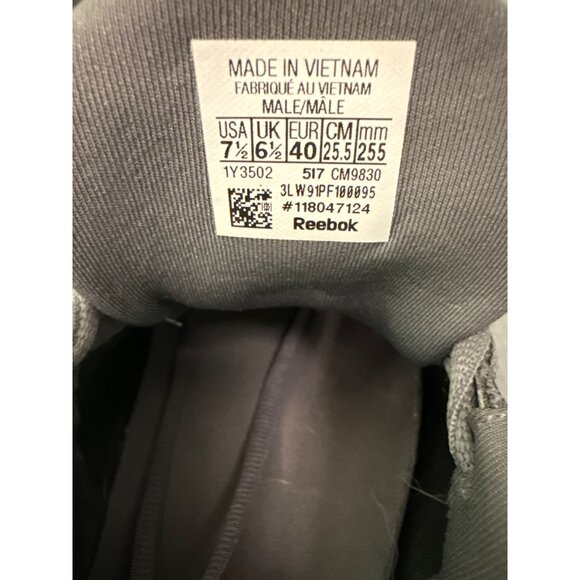 MADE IN VIETNAM
FABRIQUÉ AU VIETNAM
MALE/MÂLE
USA UK EUR CM mm
7½ 6½ 40 25.5 255
1Y3502 517 CM9830
3LW91PF100095
#118047124
Reebok